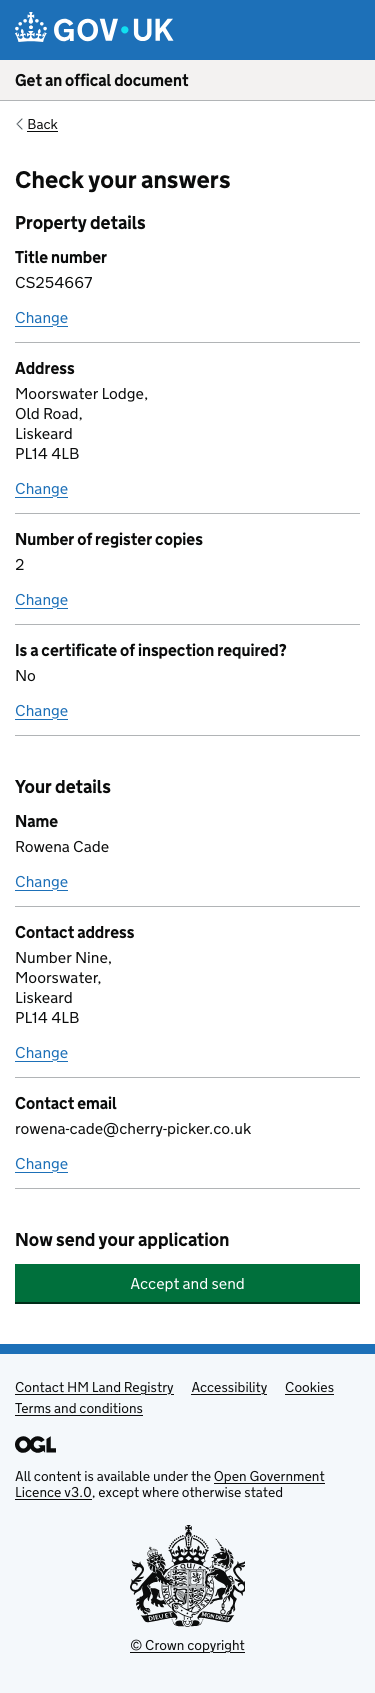 GOV·UK
Get an offical document
Back
Check your answers
Property details
Title number
CS254667
Change
Address
Moorswater Lodge,
Old Road,
Liskeard
PL14 4LB
Change
Number of register copies
2
Change
Is a certificate of inspection required?
No
Change
Your details
Name
Rowena Cade
Change
Contact address
Number Nine,
Moorswater,
Liskeard
PL14 4LB
Change
Contact email
rowena-cade@cherry-picker.co.uk
Change
Now send your application
Accept and send
Contact HM Land Registry Accessibility Cookies
Terms and conditions
OGL
All content is available under the Open Government
Licence v3.0, except where otherwise stated
DIEU ET MON DROIT
© Crown copyright